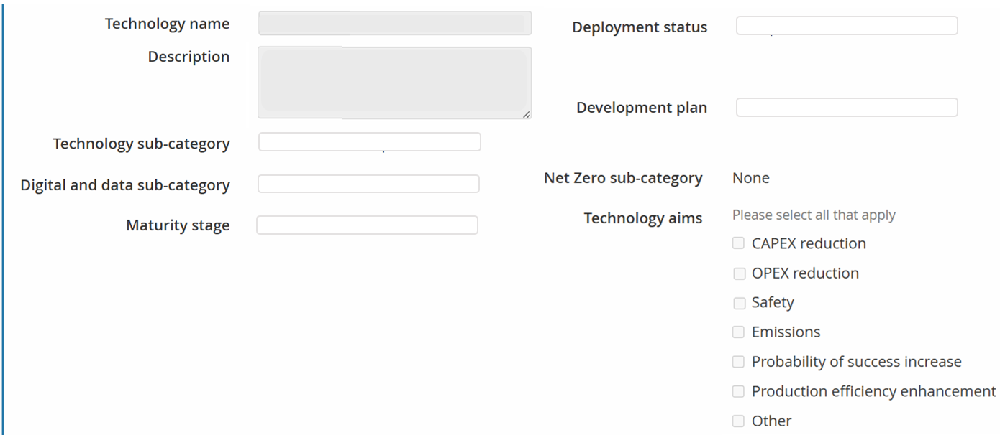 Technology name
Description
Technology sub-category
Digital and data sub-category
Maturity stage
Deployment status
Development plan
Net Zero sub-category None
Technology aims Please select all that apply
CAPEX reduction
OPEX reduction
Safety
Emissions
Probability of success increase
Production efficiency enhancement
Other